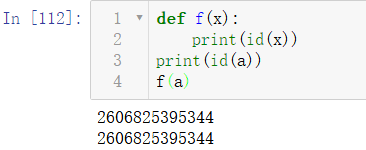 In [112]:
1 def f(x):
2     print(id(x))
3 print(id(a))
4 f(a)
2606825395344
2606825395344